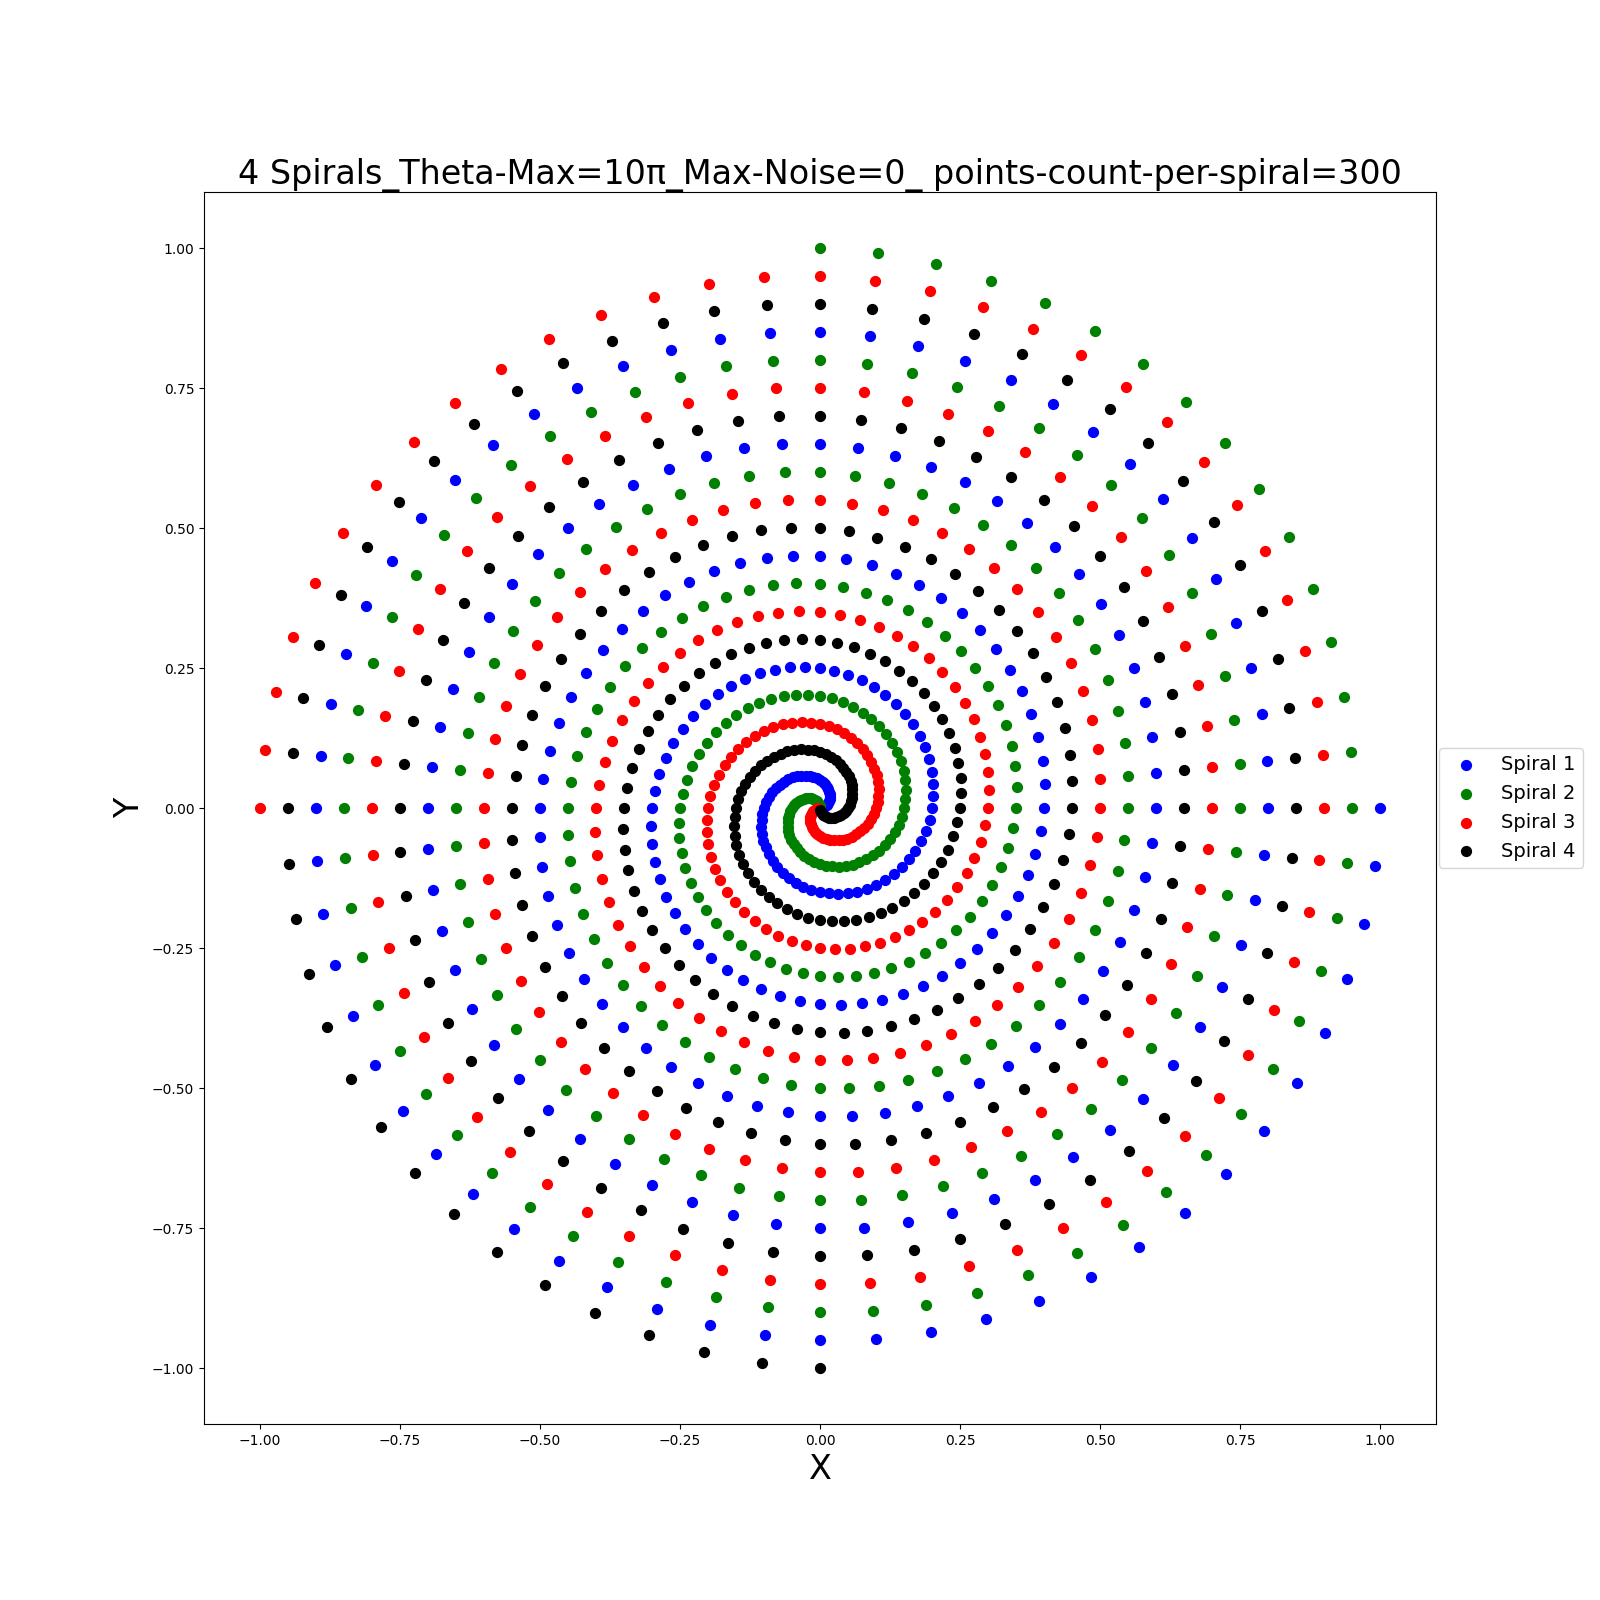 4 Spirals_Theta-Max=10π_Max-Noise=0_ points-count-per-spiral=300
1.00
0.75
0.50
0.25
0.00
−0.25
−0.50
−0.75
−1.00
Y
−1.00 −0.75 −0.50 −0.25 0.00 0.25 0.50 0.75 1.00
X
Spiral 1
Spiral 2
Spiral 3
Spiral 4